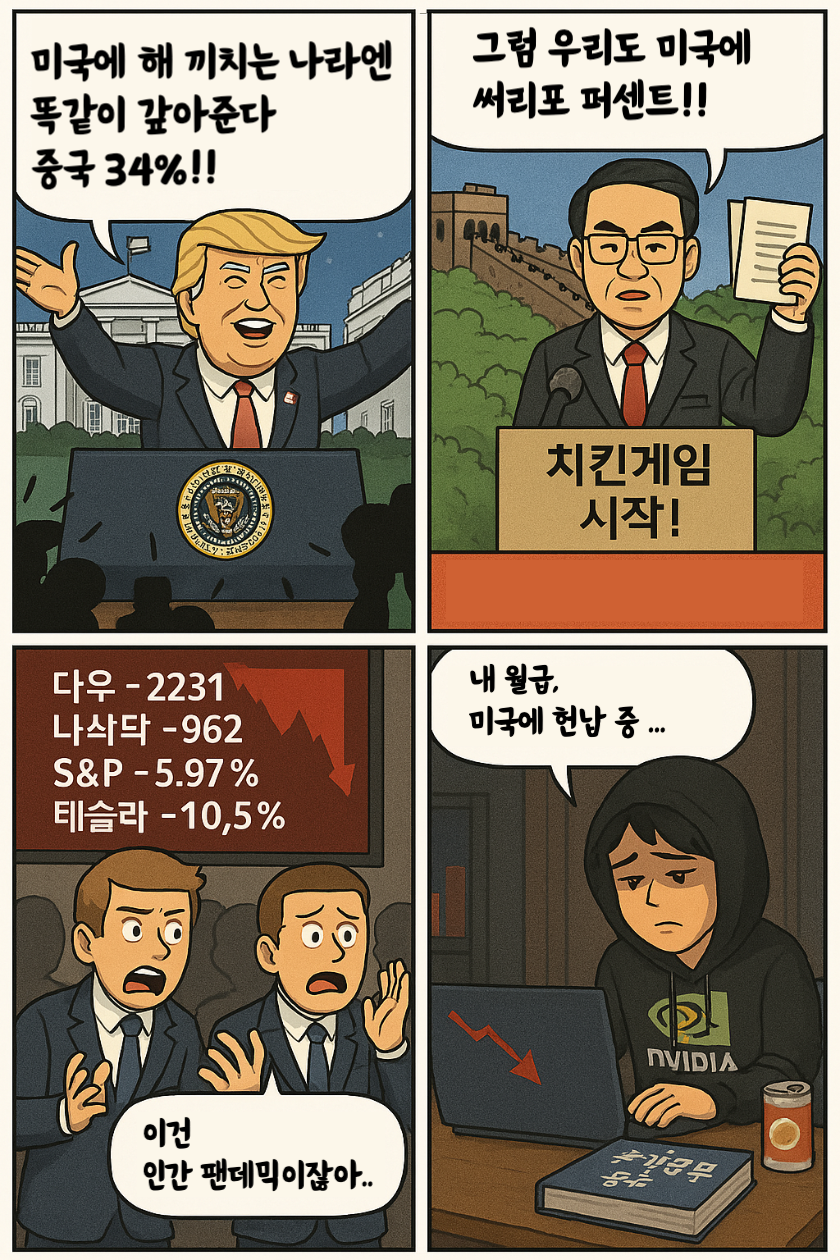 미국에 해 끼치는 나라엔
똑같이 갚아준다
중국 34%!!
그럼 우리도 미국에
써리포 퍼센트!!
치킨게임
시작!
다우 -2231
나삭닥 -962
S&P -5.97%
테슬라 -10,5%
이건
인간 팬데믹이잖아..
내 월급,
미국에 헌납 중 ...
nVIDIA